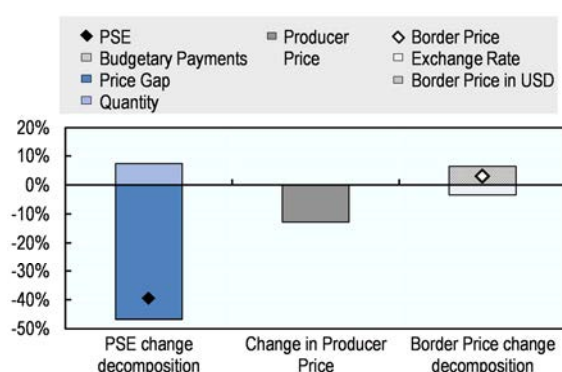 PSE
Budgetary Payments
Price Gap
Quantity
Producer
Price
Border Price
Exchange Rate
Border Price in USD
20%
10%
0%
-10%
-20%
-30%
-40%
-50%
PSE change
decomposition
Change in Producer
Price
Border Price change
decomposition